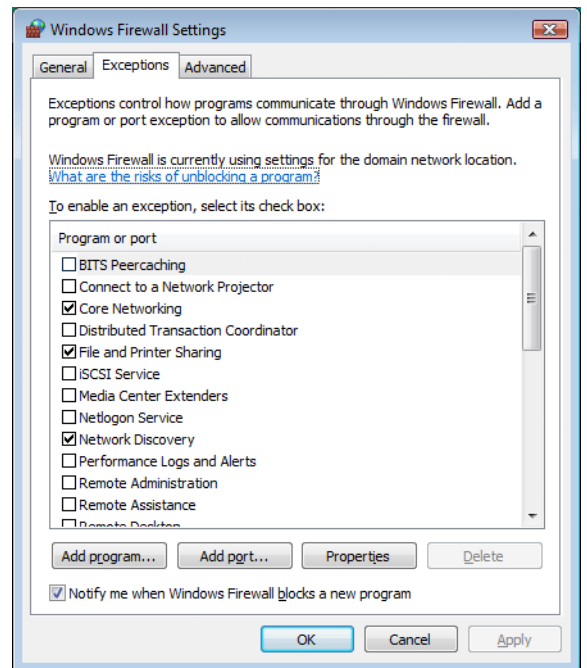 Windows Firewall Settings
General Exceptions Advanced
Exceptions control how programs communicate through Windows Firewall. Add a
program or port exception to allow communications through the firewall.
Windows Firewall is currently using settings for the domain network location.
What are the risks of unblocking a program?
To enable an exception, select its check box:
Program or port
BITS Peercaching
Connect to a Network Projector
Core Networking
Distributed Transaction Coordinator
File and Printer Sharing
iSCSI Service
Media Center Extenders
Netlogon Service
Network Discovery
Performance Logs and Alerts
Remote Administration
Remote Assistance
Remote Desktop
Add program... Add port... Properties Delete
Notify me when Windows Firewall blocks a new program
OK Cancel Apply